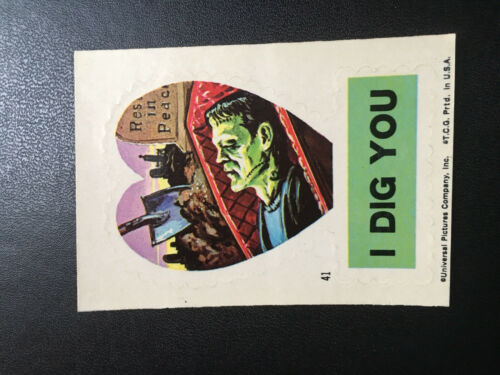 Rest
in
Peace
I DIG YOU
41
©Universal Pictures Company, Inc. ©T.C.G. Prtd. in U.S.A.